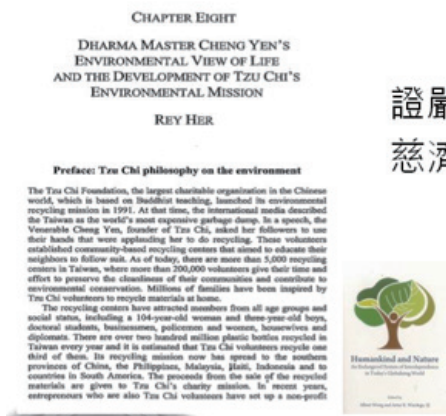 CHAPTER EIGHT
DHARMA MASTER CHENG YEN'S
ENVIRONMENTAL VIEW OF LIFE
AND THE DEVELOPMENT OF TZU CHI'S
ENVIRONMENTAL MISSION
REY HER
Preface: Tzu Chi philosophy on the environment
The Tzu Chi Foundation, the largest charitable organization in the Chinese
world, which is based on Buddhist teaching, launched its environmental
recycling mission in 1991. At that time, the international media described
the Taiwan as the world's most expensive garbage dump. In a speech, the
Venerable Cheng Yen, founder of Tzu Chi, asked her followers to use
their hands that were applauding her to do recycling. These volunteers
established community-based recycling centers that aimed to educate their
neighbors to follow suit. As of today, there are more than 5,000 recycling
centers in Taiwan, where more than 200,000 volunteers give their time and
effort to preserve the cleanliness of their communities and contribute to
environmental conservation. Millions of families have been inspired by
Tzu Chi volunteers to recycle materials at home.
The recycling centers have attracted members from all age groups and
social status, including a 104-year-old women and three-year-old boys,
doctoral students, businessmen, policemen and women, housewives and
diplomats. There are over two hundred million plastic bottles recycled in
Taiwan every year and it is estimated that Tzu Chi volunteers recycle one
third of them. Its recycling mission now has spread to the southern
provinces of China, the Philippines, Malaysia, Haiti, Indonesia and to
countries in South America. The proceeds from the sale of the recycled
materials are given to Tzu Chi's charity mission. In recent years,
entrepreneurs who are also Tzu Chi volunteers have set up a non-profit
證嚴
慈濟
Humankind and Nature
An Endangered System of Interdependence
in Today's Globalizing World